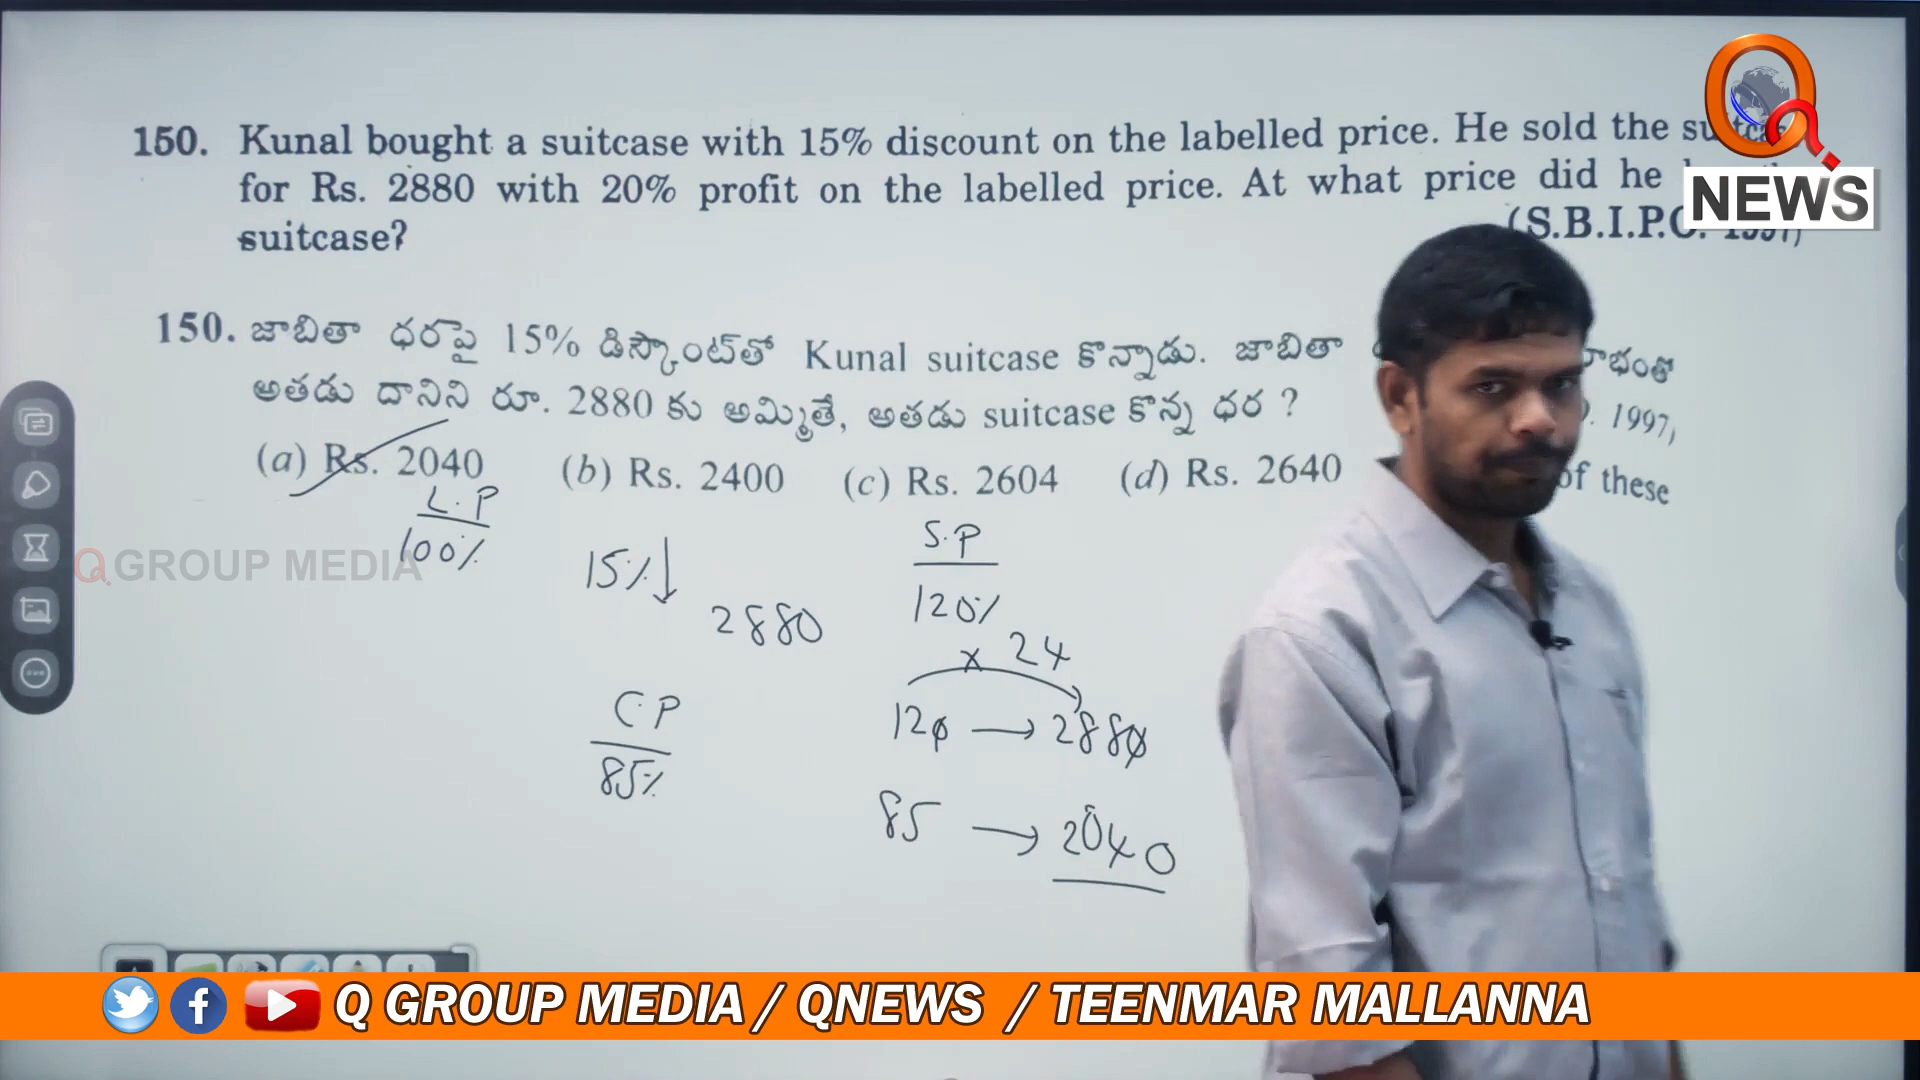 150. Kunal bought a suitcase with 15% discount on the labelled price. He sold the
for Rs. 2880 with 20% profit on the labelled price. At what price did he
suitcase?
(S.B.I.P.O. 1997)
150. జాబితా ధరపై 15% డిస్కౌంట్‌తో Kunal suitcase కొన్నాడు. జాబితా
అతడు దానిని రూ. 2880 కు అమ్మితే, అతడు suitcase కొన్న ధర ?
1997,
(a) Rs. 2040 (b) Rs. 2400 (c) Rs. 2604 (d) Rs. 2640 of these
L.P
100%
15%
2880
C.P
85%
S.P
120%
x 24
120 → 2880
85 → 2040
Q GROUP MEDIA
Q
NEWS
Q GROUP MEDIA / QNEWS / TEENMAR MALLANNA